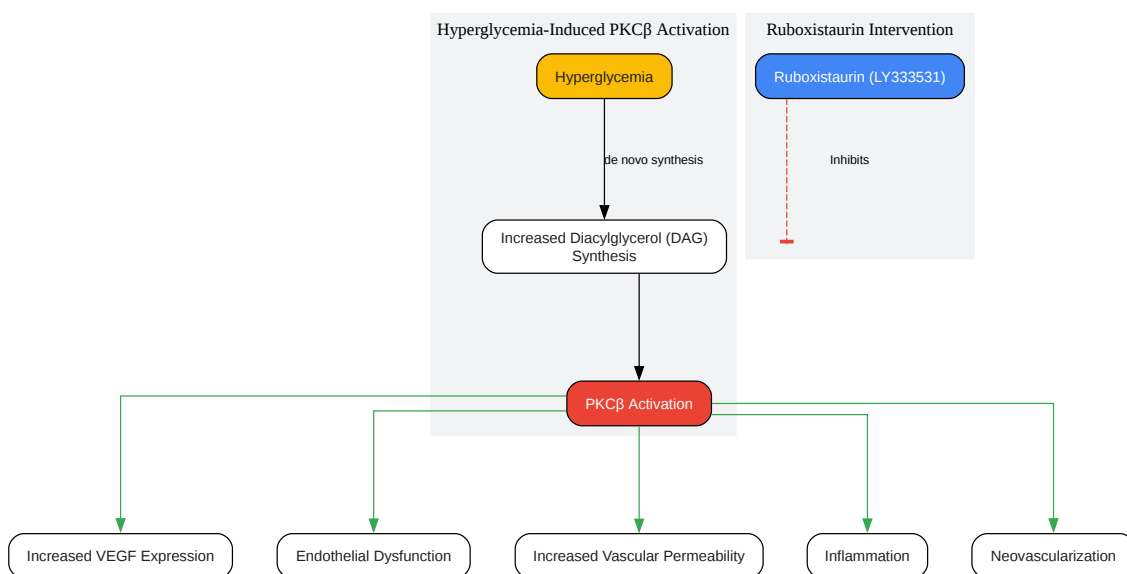 Hyperglycemia-Induced PKCβ Activation
Ruboxistaurin Intervention
Hyperglycemia
Ruboxistaurin (LY333531)
de novo synthesis
Inhibits
Increased Diacylglycerol (DAG)
Synthesis
PKCβ Activation
Increased VEGF Expression
Endothelial Dysfunction
Increased Vascular Permeability
Inflammation
Neovascularization